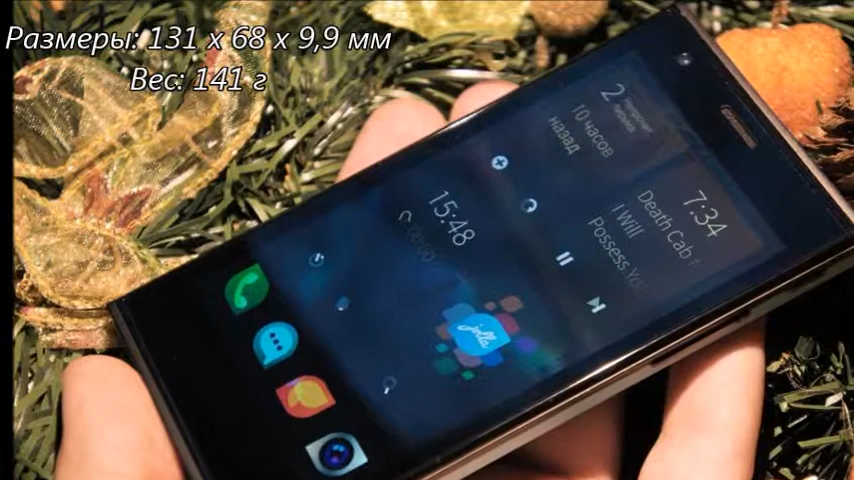 Размеры: 131 x 68 x 9,9 мм
Вес: 141 г
2
10 часов
назад
7:34
Death Cab f
I Will
Possess Yo
15:48
jolla